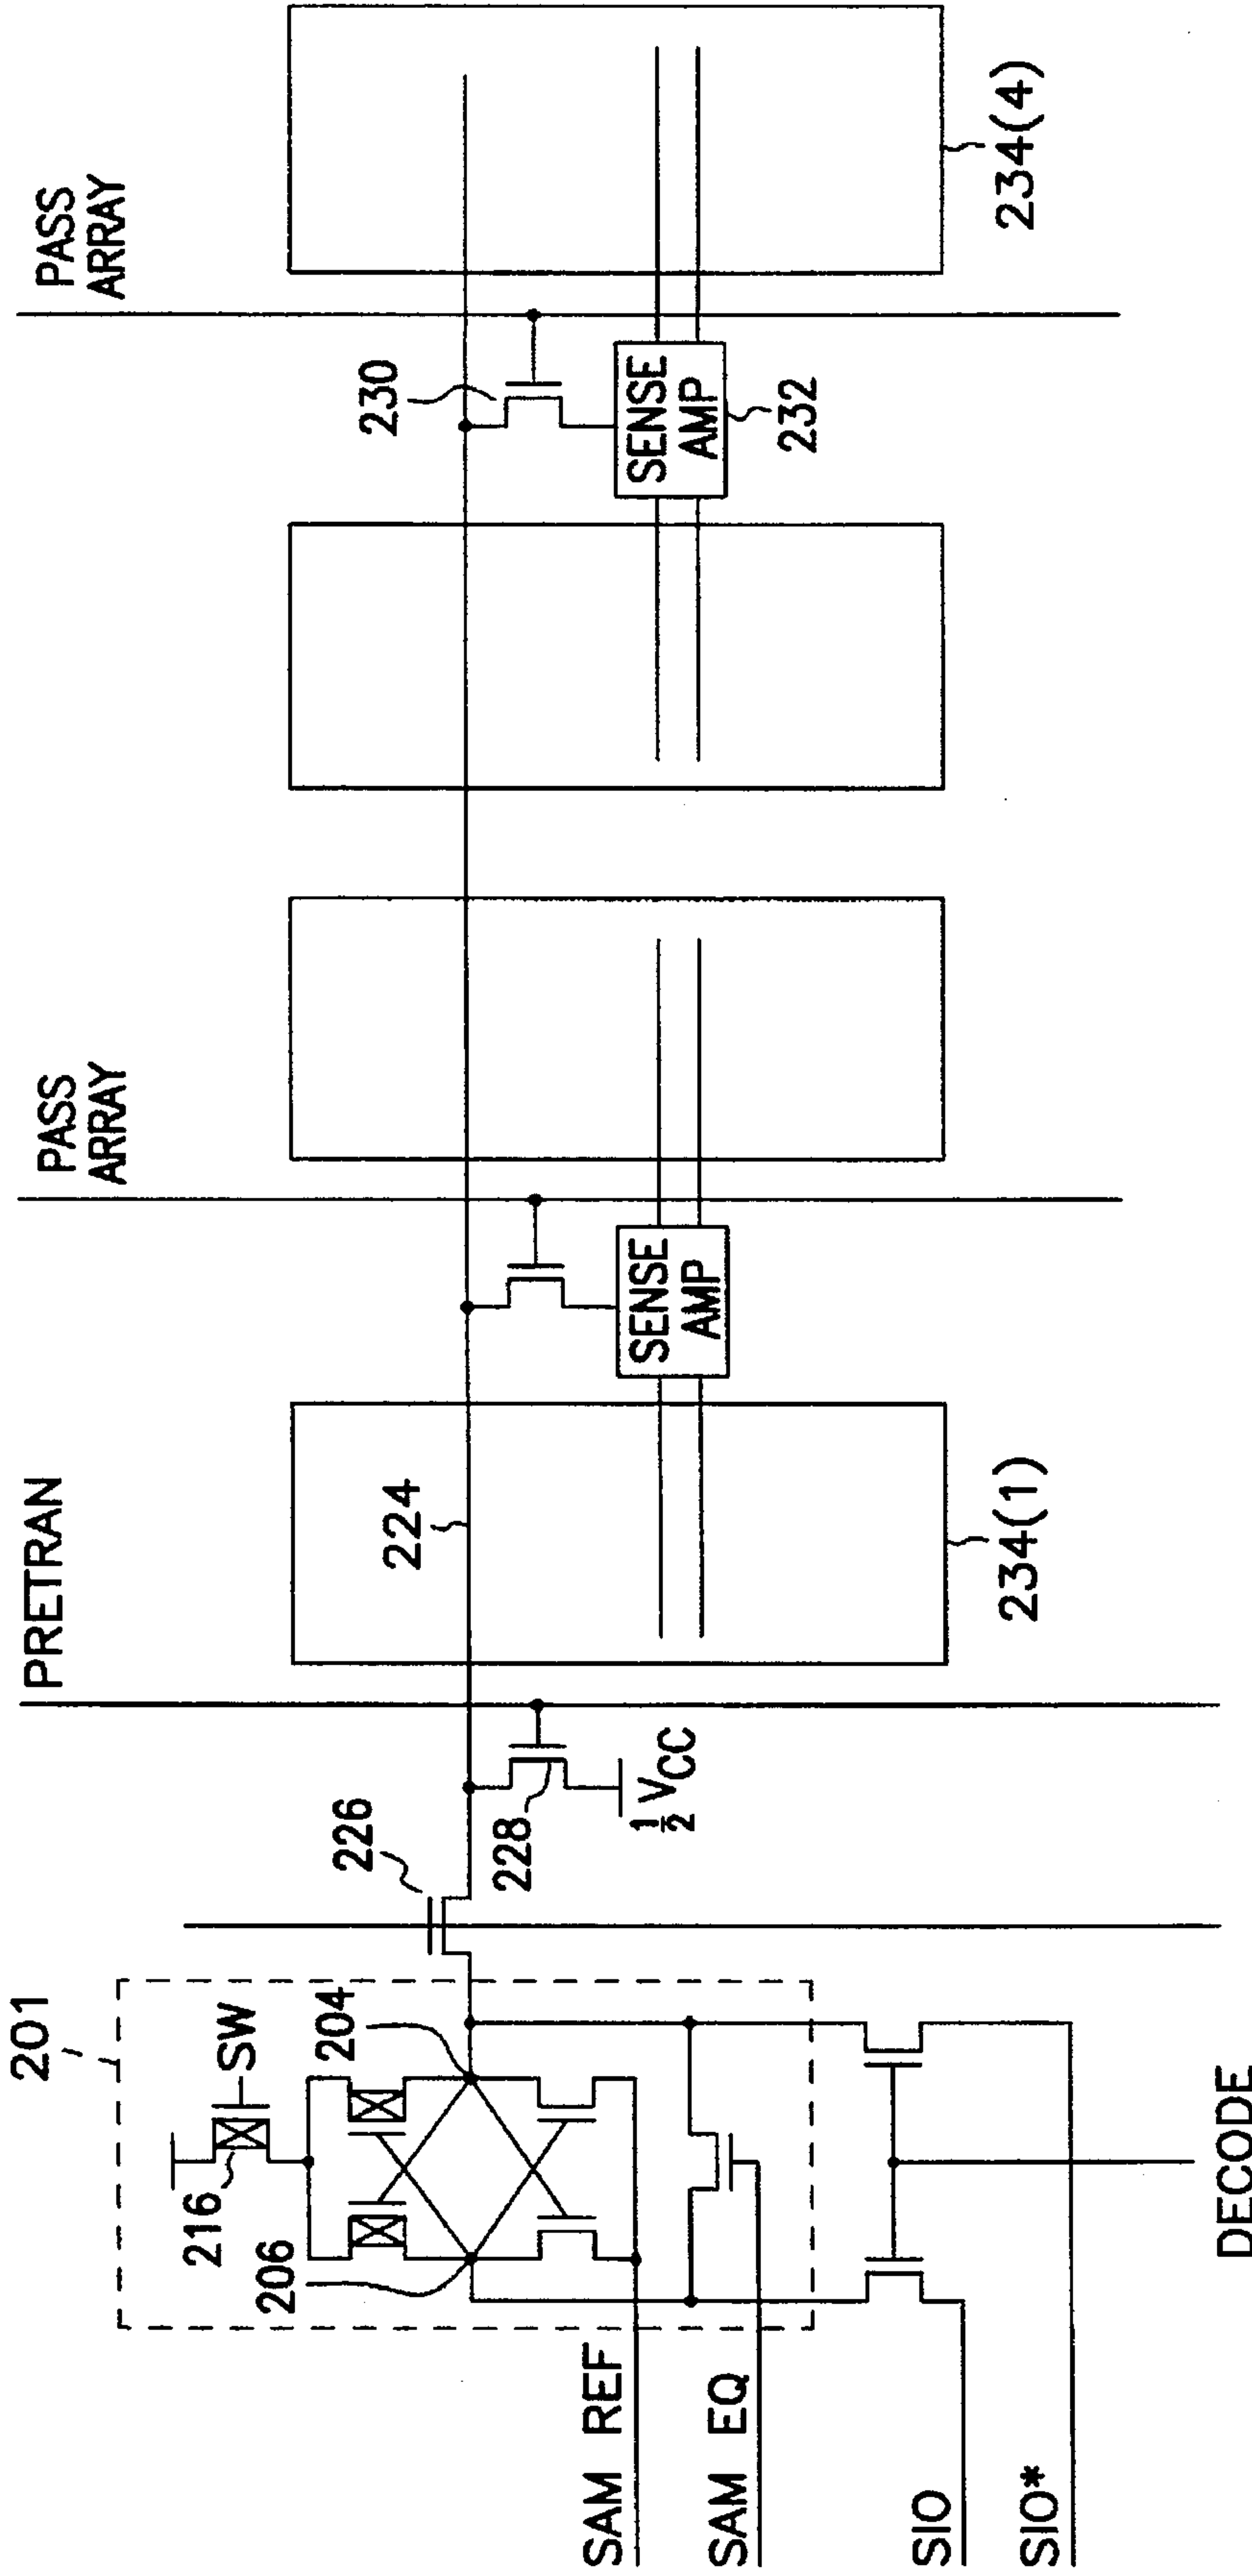 PASS
ARRAY
PASS
ARRAY
PRETRAN
201
SW
216
206
204
226
228
½ VCC
224
230
SENSE
AMP
232
SENSE
AMP
234(1)
234(4)
SAM REF
SAM EQ
SIO
SIO*
DECODE